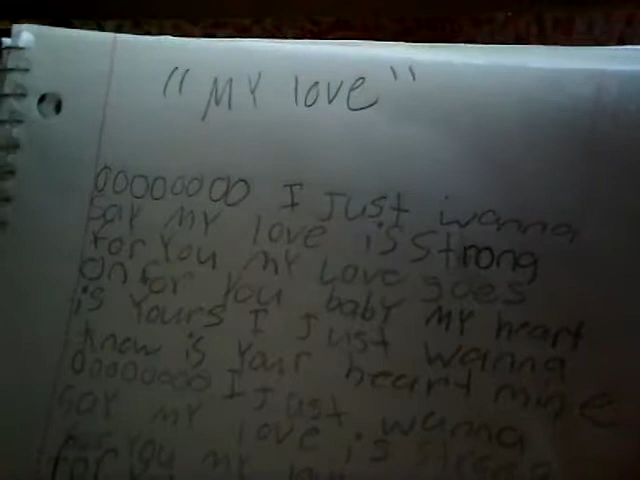 "MY love"
OOOOOOOO I Just wanna
Say MY love is Strong
For You MY Love goes
On For You baby MY heart
is Yours I Just wanna
know is Your heart mine
OOOOOOOO I Just wanna
Say MY love is Strong
For You MY